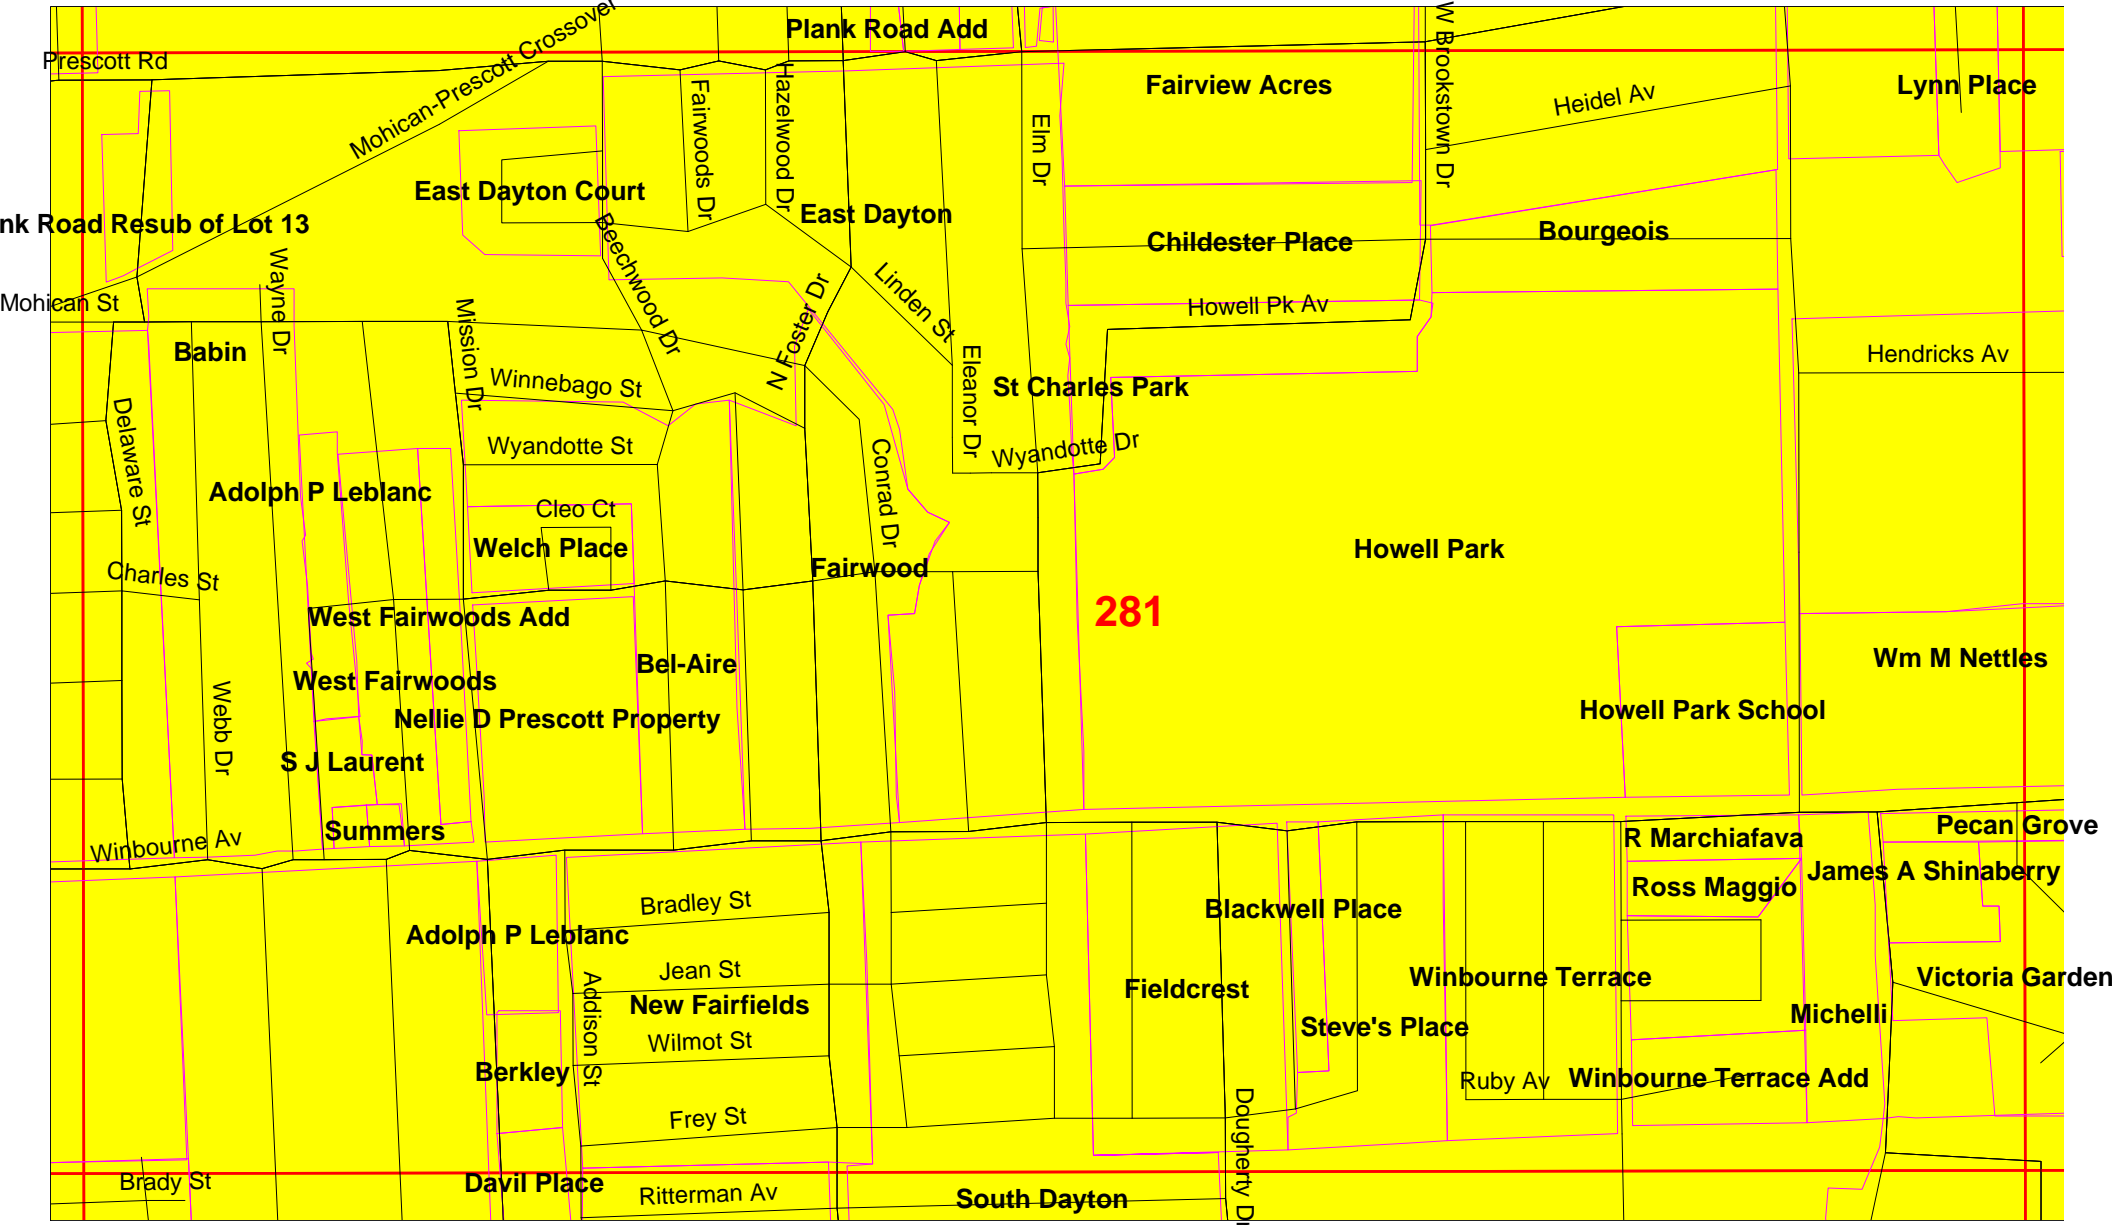 Plank Road Add
Prescott Rd
Mohican-Prescott Crossover
Fairwoods Dr
Hazelwood Dr
Elm Dr
Fairview Acres
W Brookstown Dr
Heidel Av
Lynn Place
East Dayton Court
East Dayton
nk Road Resub of Lot 13
Childester Place
Bourgeois
Mohican St
Wayne Dr
Beechwood Dr
N Foster Dr
Linden St
Howell Pk Av
Babin
Mission Dr
Winnebago St
Eleanor Dr
St Charles Park
Hendricks Av
Delaware St
Wyandotte St
Conrad Dr
Wyandotte Dr
Adolph P Leblanc
Cleo Ct
Welch Place
Fairwood
Howell Park
Charles St
West Fairwoods Add
281
Bel-Aire
Wm M Nettles
West Fairwoods
Webb Dr
Nellie D Prescott Property
Howell Park School
S J Laurent
Summers
Winbourne Av
R Marchiafava
Pecan Grove
Ross Maggio
James A Shinaberry
Bradley St
Blackwell Place
Adolph P Leblanc
Jean St
Addison St
New Fairfields
Fieldcrest
Winbourne Terrace
Victoria Garden
Michelli
Steve's Place
Wilmot St
Berkley
Ruby Av
Winbourne Terrace Add
Frey St
Dougherty Dr
Brady St
Davil Place
Ritterman Av
South Dayton